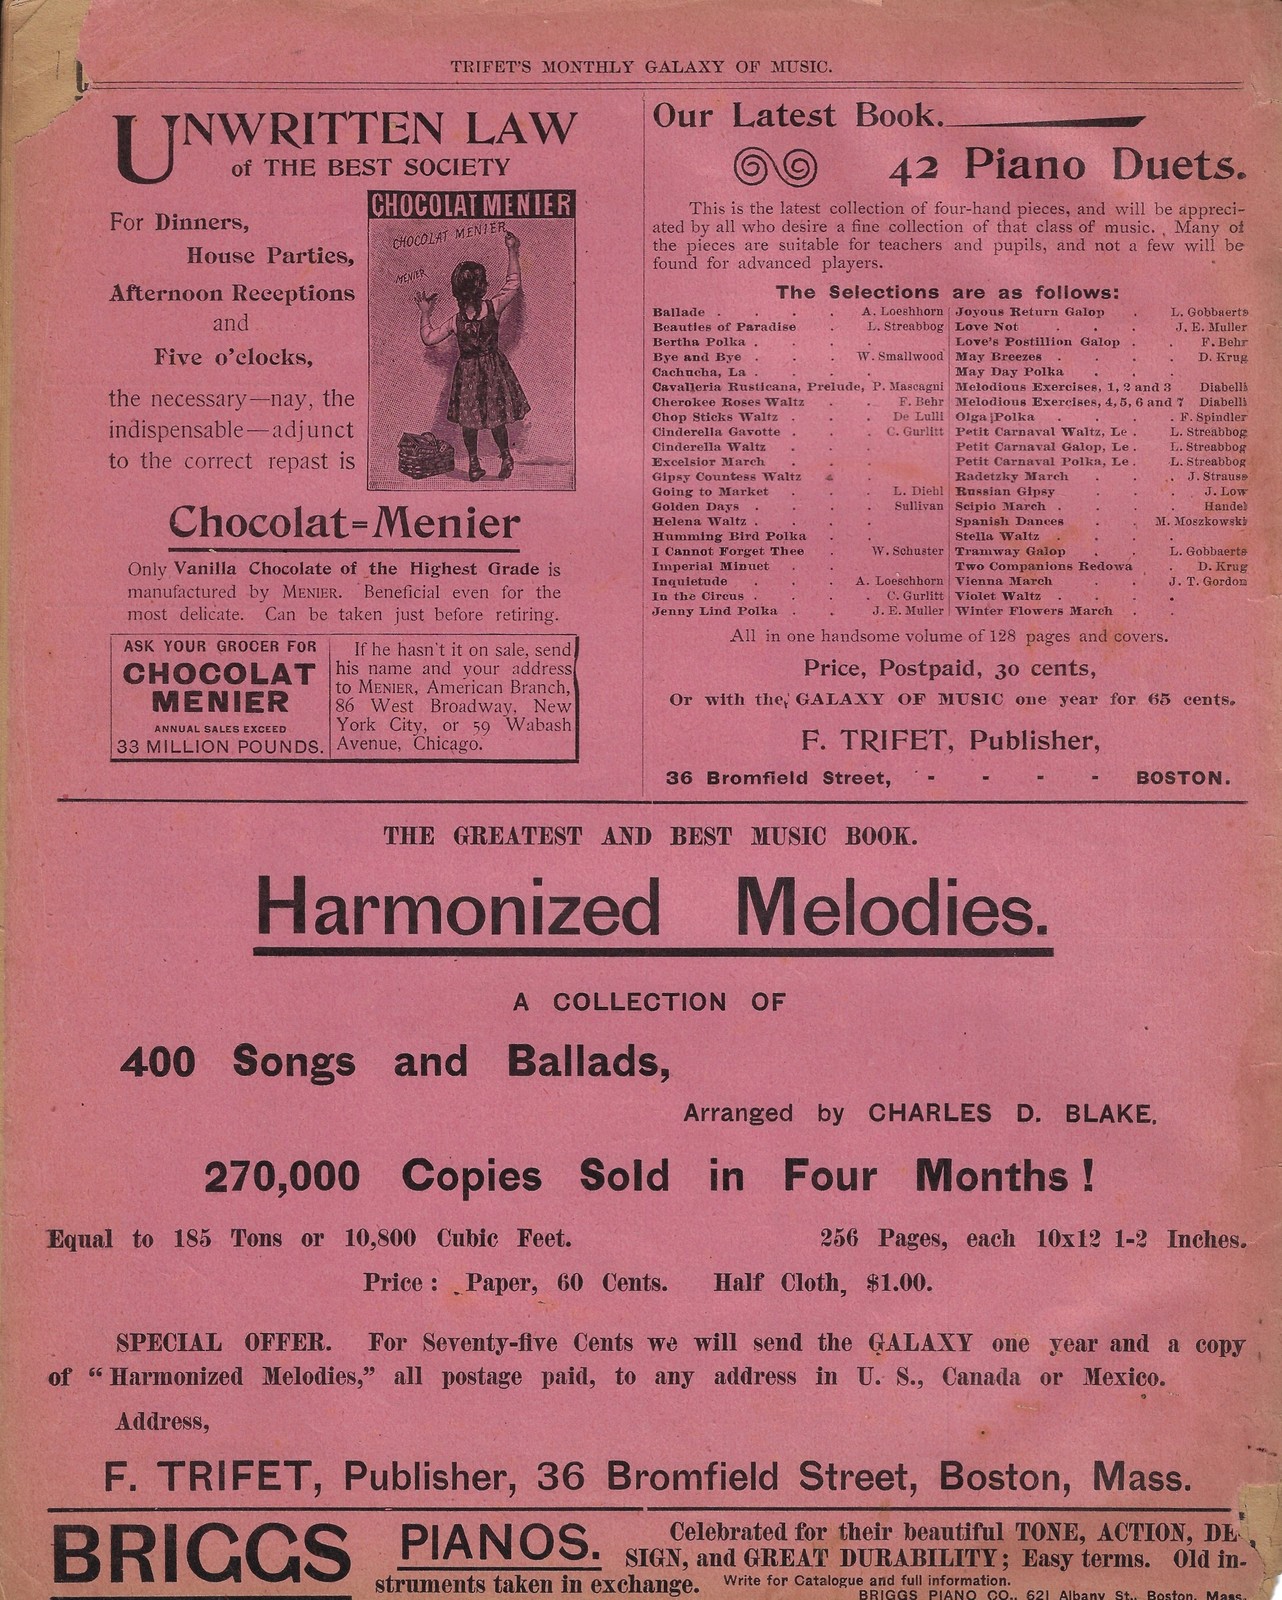 TRIFET'S MONTHLY GALAXY OF MUSIC.
UNWRITTEN LAW
of THE BEST SOCIETY
For Dinners,
House Parties,
Afternoon Receptions
and
Five o'clocks,
the necessary—nay, the
indispensable—adjunct
to the correct repast is
CHOCOLAT MENIER
CHOCOLAT MENIER
MENIER
Chocolat=Menier
Only Vanilla Chocolate of the Highest Grade is
manufactured by MENIER. Beneficial even for the
most delicate. Can be taken just before retiring.
ASK YOUR GROCER FOR
CHOCOLAT
MENIER
ANNUAL SALES EXCEED
33 MILLION POUNDS.
If he hasn't it on sale, send
his name and your address
to MENIER, American Branch,
86 West Broadway, New
York City, or 59 Wabash
Avenue, Chicago.
Our Latest Book.
42 Piano Duets.
This is the latest collection of four-hand pieces, and will be appreci-
ated by all who desire a fine collection of that class of music. Many of
the pieces are suitable for teachers and pupils, and not a few will be
found for advanced players.
The Selections are as follows:
Ballade . . . . A. Loeshhorn
Beauties of Paradise . L. Streabbog
Bertha Polka . . . .
Bye and Bye . . . W. Smallwood
Cachucha, La . . . .
Cavalleria Rusticana, Prelude, P. Mascagni
Cherokee Roses Waltz . . F. Behr
Chop Sticks Waltz . . De Lulli
Cinderella Gavotte . . . C. Gurlitt
Cinderella Waltz . . .
Excelsior March . . .
Gipsy Countess Waltz . .
Going to Market . . . L. Diehl
Golden Days . . . Sullivan
Helena Waltz . . . .
Humming Bird Polka . .
I Cannot Forget Thee . W. Schuster
Imperial Minuet . . .
Inquietude . . . A. Loeschhorn
In the Circus . . . C. Gurlitt
Jenny Lind Polka . . J. E. Muller
Joyous Return Galop . L. Gobbaerts
Love Not . . . J. E. Muller
Love's Postillion Galop . . F. Behr
May Breezes . . . . D. Krug
May Day Polka . . .
Melodious Exercises, 1, 2 and 3 Diabelli
Melodious Exercises, 4, 5, 6 and 7 Diabelli
Olga Polka . . . F. Spindler
Petit Carnaval Waltz, Le . L. Streabbog
Petit Carnaval Galop, Le . L. Streabbog
Petit Carnaval Polka, Le . L. Streabbog
Radetzky March . . . J. Strauss
Russian Gipsy . . . J. Low
Scipio March . . . . Handel
Spanish Dances . . M. Moszkowski
Stella Waltz . . . .
Tramway Galop . . L. Gobbaerts
Two Companions Redowa . . D. Krug
Vienna March . . J. T. Gordon
Violet Waltz . . . .
Winter Flowers March . .
All in one handsome volume of 128 pages and covers.
Price, Postpaid, 30 cents,
Or with the GALAXY OF MUSIC one year for 65 cents.
F. TRIFET, Publisher,
36 Bromfield Street, - - - - BOSTON.
THE GREATEST AND BEST MUSIC BOOK.
Harmonized Melodies.
A COLLECTION OF
400 Songs and Ballads,
Arranged by CHARLES D. BLAKE.
270,000 Copies Sold in Four Months!
Equal to 185 Tons or 10,800 Cubic Feet. 256 Pages, each 10x12 1-2 Inches.
Price: Paper, 60 Cents. Half Cloth, $1.00.
SPECIAL OFFER. For Seventy-five Cents we will send the GALAXY one year and a copy
of "Harmonized Melodies," all postage paid, to any address in U. S., Canada or Mexico.
Address,
F. TRIFET, Publisher, 36 Bromfield Street, Boston, Mass.
BRIGGS PIANOS.
Celebrated for their beautiful TONE, ACTION, DE-
SIGN, and GREAT DURABILITY; Easy terms. Old in-
struments taken in exchange. Write for Catalogue and full information.
BRIGGS PIANO CO., 621 Albany St., Boston, Mass.